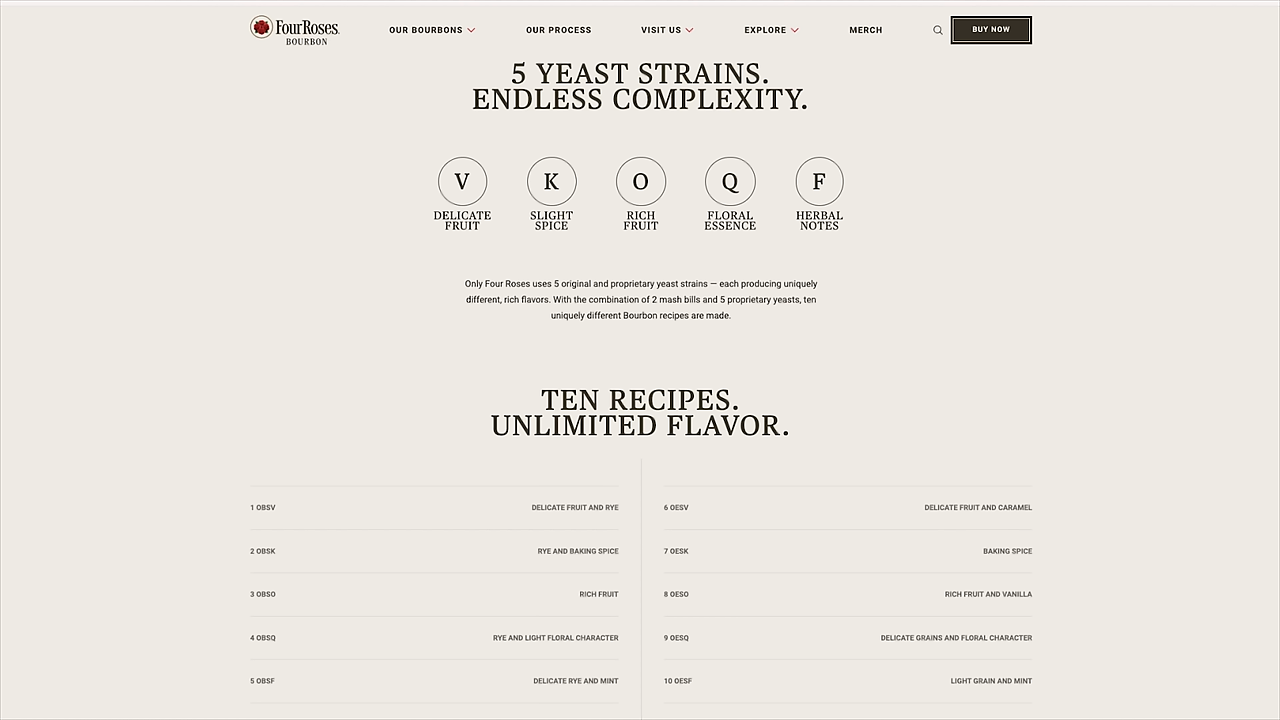 FourRoses.
BOURBON
OUR BOURBONS
OUR PROCESS
VISIT US
EXPLORE
MERCH
BUY NOW
5 YEAST STRAINS.
ENDLESS COMPLEXITY.
V
DELICATE
FRUIT
K
SLIGHT
SPICE
O
RICH
FRUIT
Q
FLORAL
ESSENCE
F
HERBAL
NOTES
Only Four Roses uses 5 original and proprietary yeast strains — each producing uniquely
different, rich flavors. With the combination of 2 mash bills and 5 proprietary yeasts, ten
uniquely different Bourbon recipes are made.
TEN RECIPES.
UNLIMITED FLAVOR.
1 OBSV DELICATE FRUIT AND RYE
2 OBSK RYE AND BAKING SPICE
3 OBSO RICH FRUIT
4 OBSQ RYE AND LIGHT FLORAL CHARACTER
5 OBSF DELICATE RYE AND MINT
6 OESV DELICATE FRUIT AND CARAMEL
7 OESK BAKING SPICE
8 OESO RICH FRUIT AND VANILLA
9 OESQ DELICATE GRAINS AND FLORAL CHARACTER
10 OESF LIGHT GRAIN AND MINT